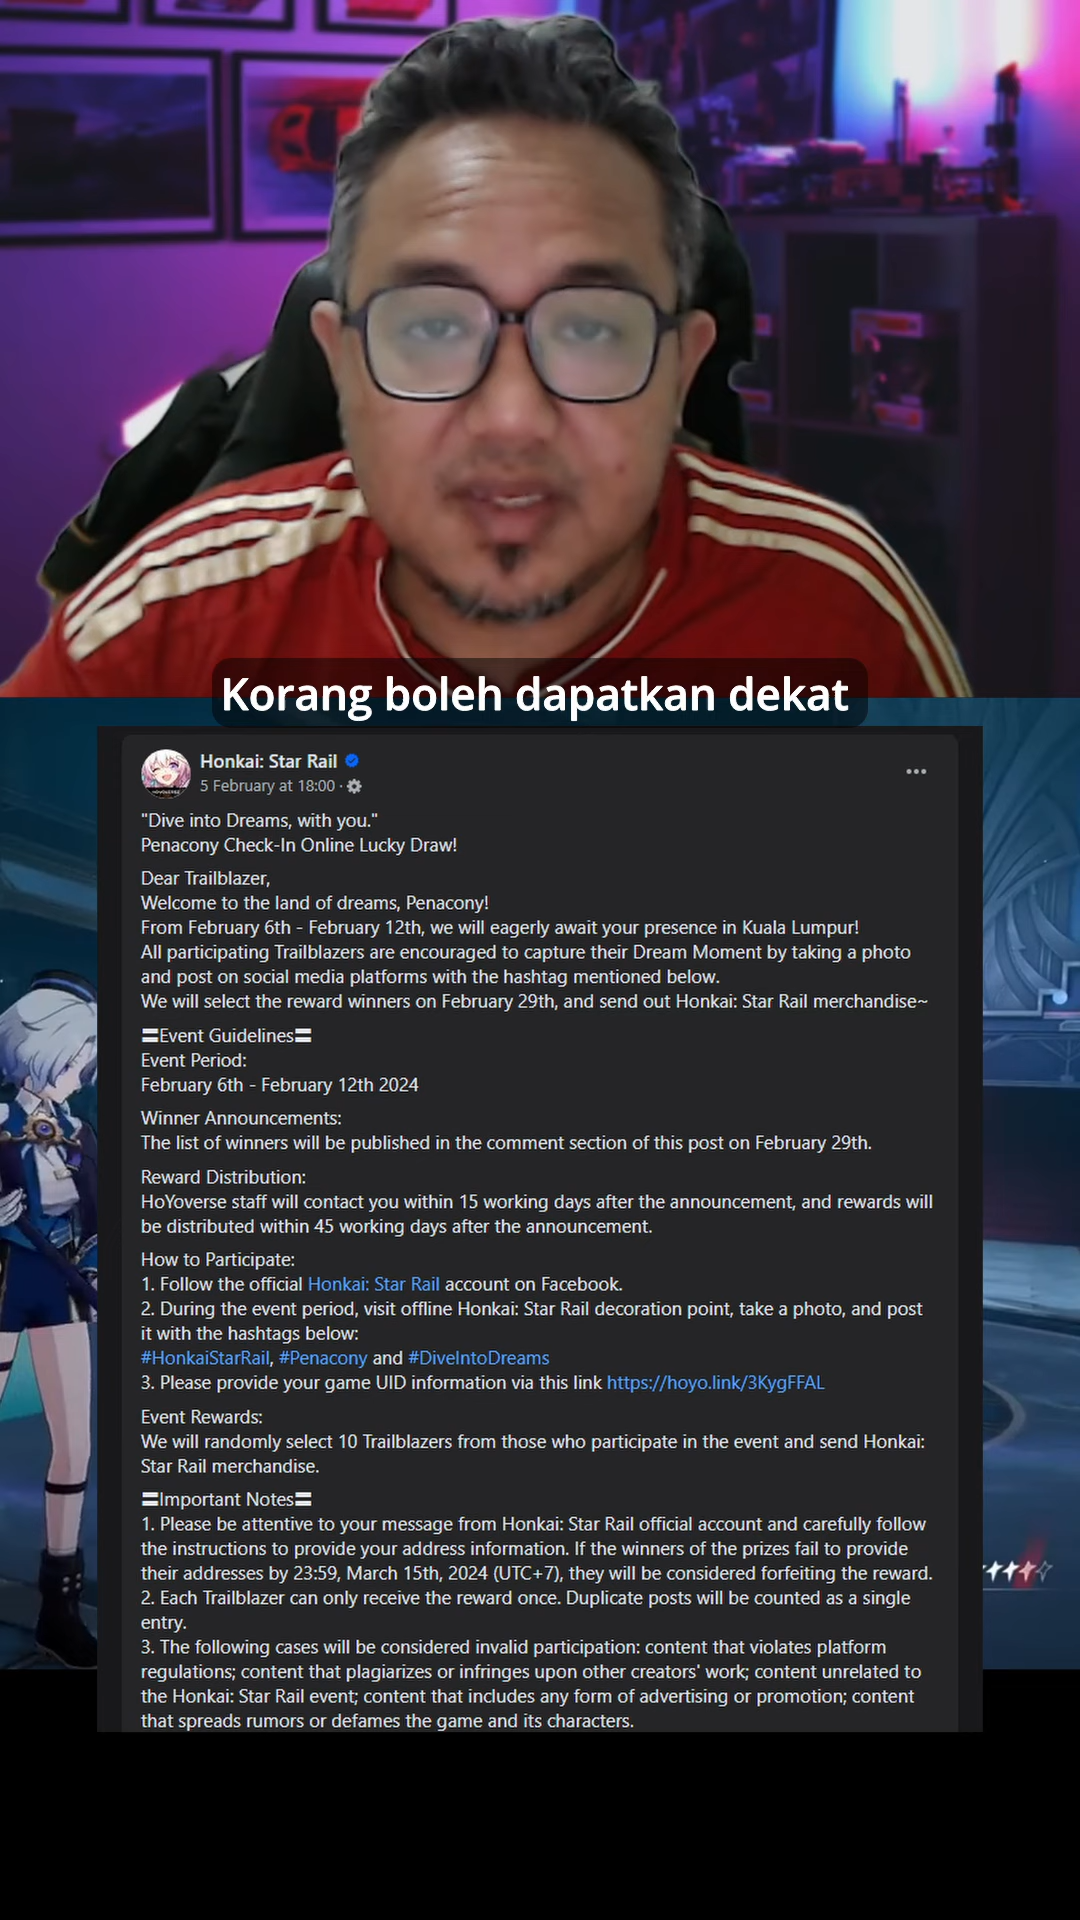 Korang boleh dapatkan dekat
Honkai: Star Rail
5 February at 18:00 ·
"Dive into Dreams, with you."
Penacony Check-In Online Lucky Draw!
Dear Trailblazer,
Welcome to the land of dreams, Penacony!
From February 6th - February 12th, we will eagerly await your presence in Kuala Lumpur!
All participating Trailblazers are encouraged to capture their Dream Moment by taking a photo
and post on social media platforms with the hashtag mentioned below.
We will select the reward winners on February 29th, and send out Honkai: Star Rail merchandise~
〓Event Guidelines〓
Event Period:
February 6th - February 12th 2024
Winner Announcements:
The list of winners will be published in the comment section of this post on February 29th.
Reward Distribution:
HoYoverse staff will contact you within 15 working days after the announcement, and rewards will
be distributed within 45 working days after the announcement.
How to Participate:
1. Follow the official Honkai: Star Rail account on Facebook.
2. During the event period, visit offline Honkai: Star Rail decoration point, take a photo, and post
it with the hashtags below:
#HonkaiStarRail, #Penacony and #DiveIntoDreams
3. Please provide your game UID information via this link https://hoyo.link/3KygFFAL
Event Rewards:
We will randomly select 10 Trailblazers from those who participate in the event and send Honkai:
Star Rail merchandise.
〓Important Notes〓
1. Please be attentive to your message from Honkai: Star Rail official account and carefully follow
the instructions to provide your address information. If the winners of the prizes fail to provide
their addresses by 23:59, March 15th, 2024 (UTC+7), they will be considered forfeiting the reward.
2. Each Trailblazer can only receive the reward once. Duplicate posts will be counted as a single
entry.
3. The following cases will be considered invalid participation: content that violates platform
regulations; content that plagiarizes or infringes upon other creators' work; content unrelated to
the Honkai: Star Rail event; content that includes any form of advertising or promotion; content
that spreads rumors or defames the game and its characters.